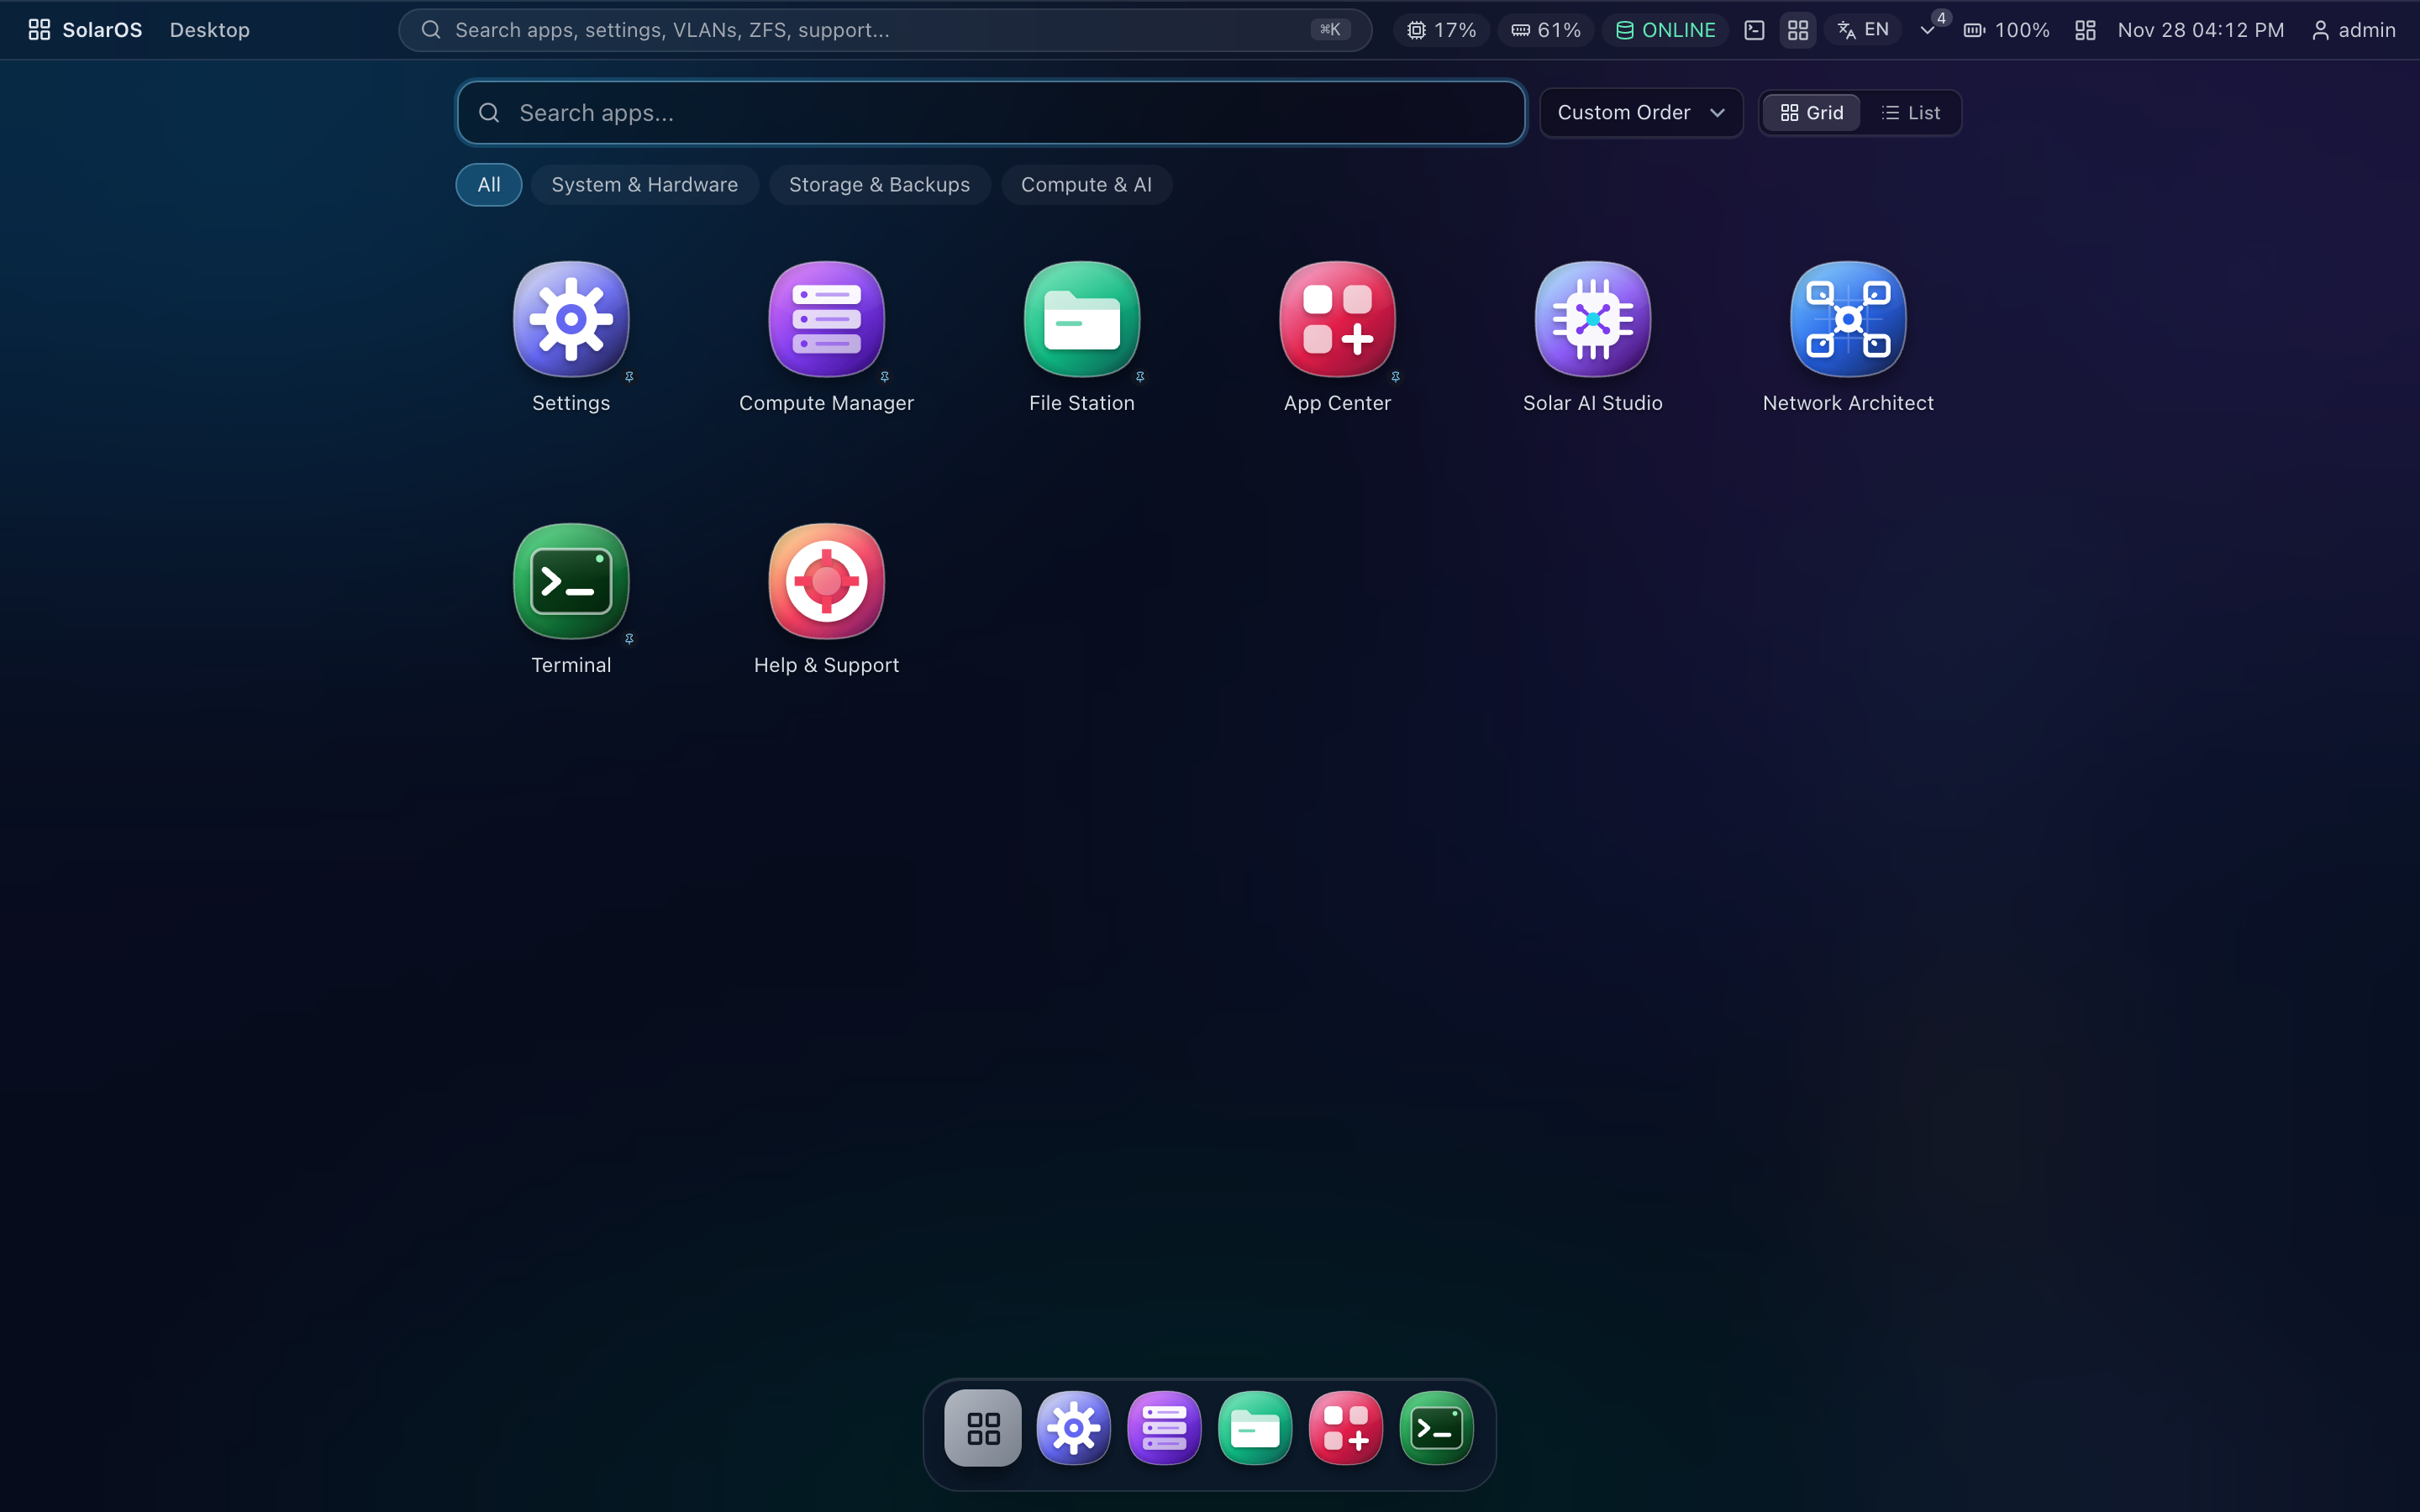 SolarOS Desktop Search apps, settings, VLANs, ZFS, support... ⌘K 17% 61% ONLINE EN 4 100% Nov 28 04:12 PM admin
Search apps... Custom Order Grid List
All System & Hardware Storage & Backups Compute & AI
Settings Compute Manager File Station App Center Solar AI Studio Network Architect
Terminal Help & Support